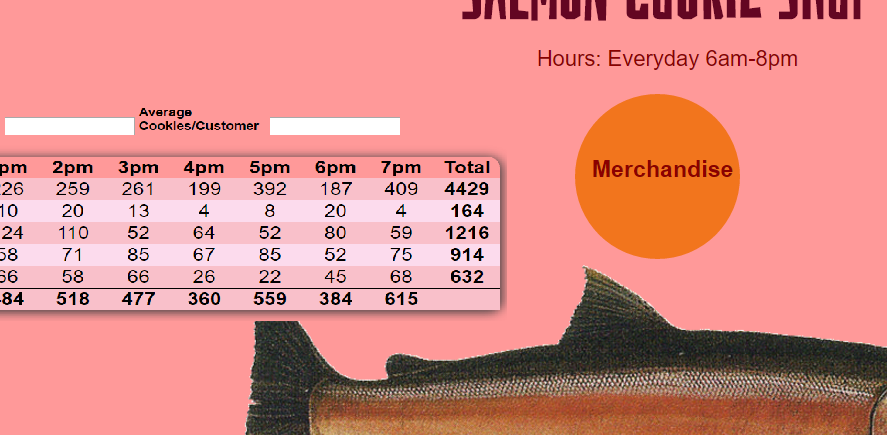 SALMON COOKIE SHOP
Hours: Everyday 6am-8pm
Average
Cookies/Customer
Merchandise
pm 2pm 3pm 4pm 5pm 6pm 7pm Total
26 259 261 199 392 187 409 4429
10 20 13 4 8 20 4 164
24 110 52 64 52 80 59 1216
58 71 85 67 85 52 75 914
66 58 66 26 22 45 68 632
84 518 477 360 559 384 615